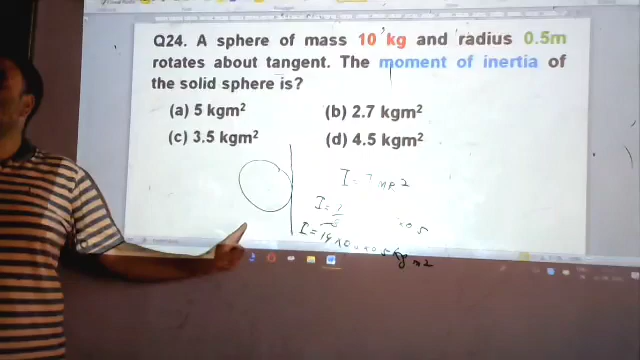 Q24. A sphere of mass 10 kg and radius 0.5m
rotates about tangent. The moment of inertia of
the solid sphere is?
(a) 5 kgm² (b) 2.7 kgm²
(c) 3.5 kgm² (d) 4.5 kgm²
I =
I =
I =